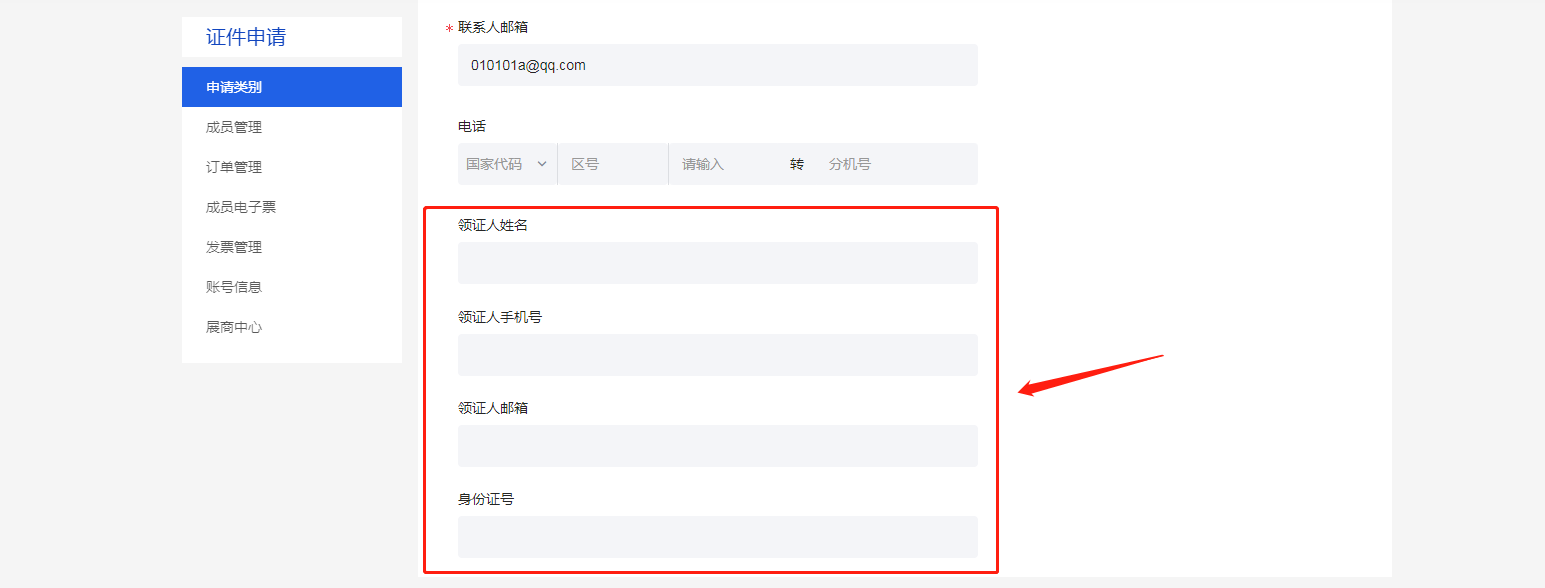 证件申请
申请类别
成员管理
订单管理
成员电子票
发票管理
账号信息
展商中心
* 联系人邮箱
010101a@qq.com
电话
国家代码 区号 请输入 转 分机号
领证人姓名
领证人手机号
领证人邮箱
身份证号